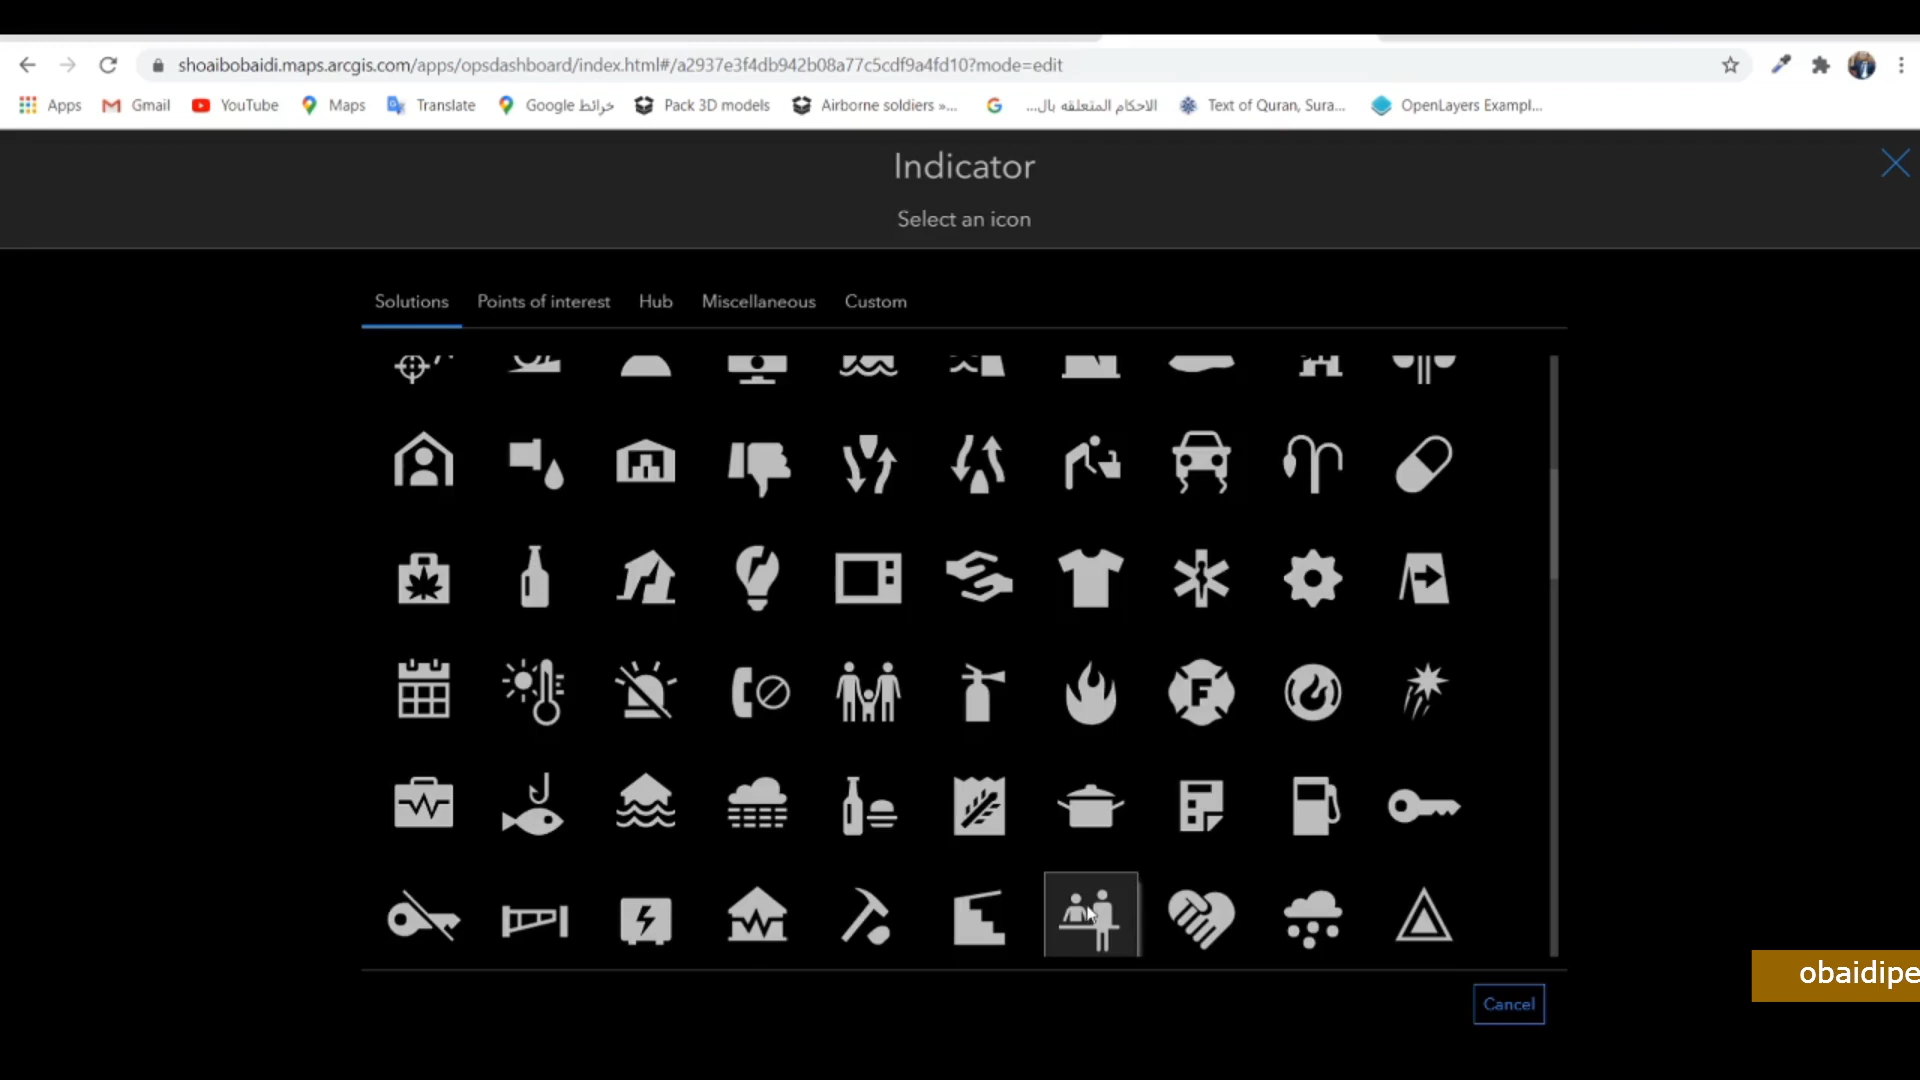 shoaibobaidi.maps.arcgis.com/apps/opsdashboard/index.html#/a2937e3f4db942b08a77c5cdf9a4fd10?mode=edit
Apps Gmail YouTube Maps Translate Google خرائط Pack 3D models Airborne soldiers »... الاحكام المتعلقه بال... Text of Quran, Sura... OpenLayers Exampl...
Indicator
Select an icon
Solutions Points of interest Hub Miscellaneous Custom
F
obaidipe
Cancel